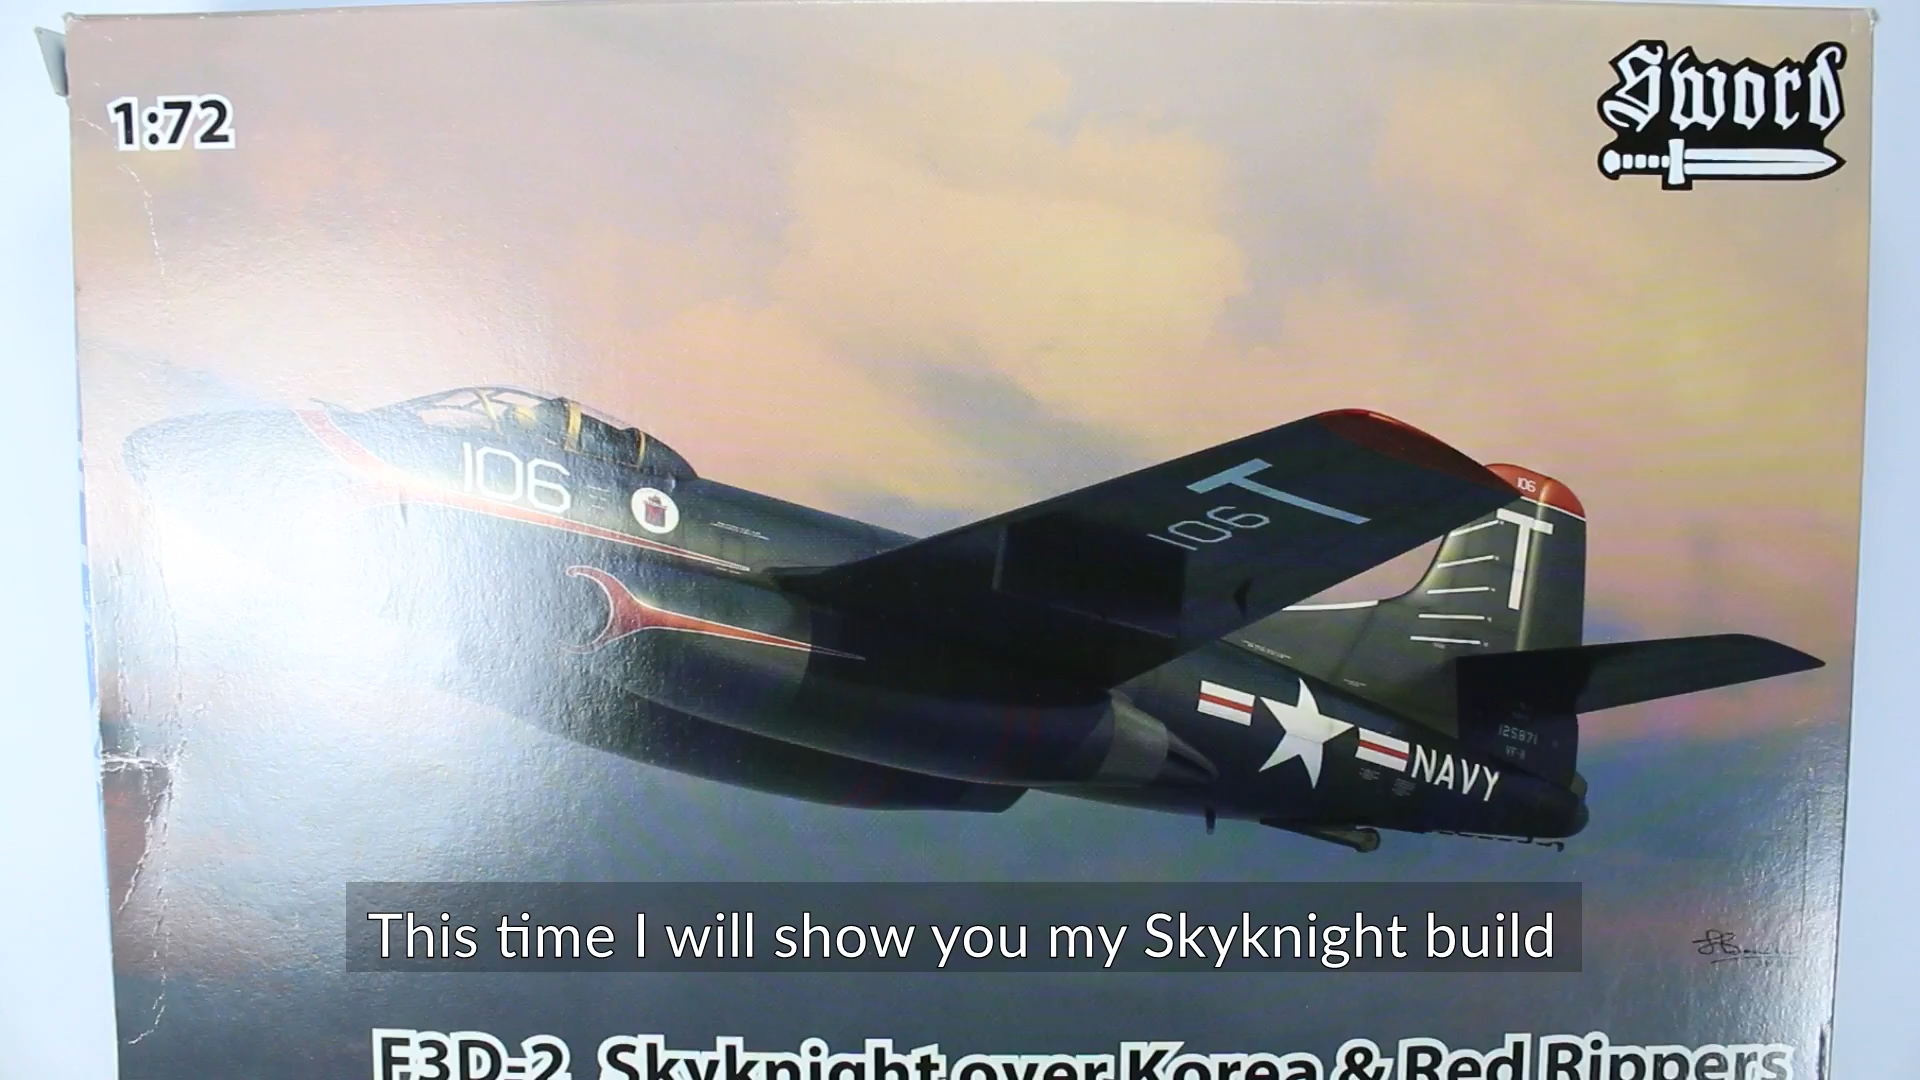 1:72
Sword
106
106
T
106
T
125871
NAVY
This time I will show you my Skyknight build
F3D-2 Skyknight over Korea & Red Rippers